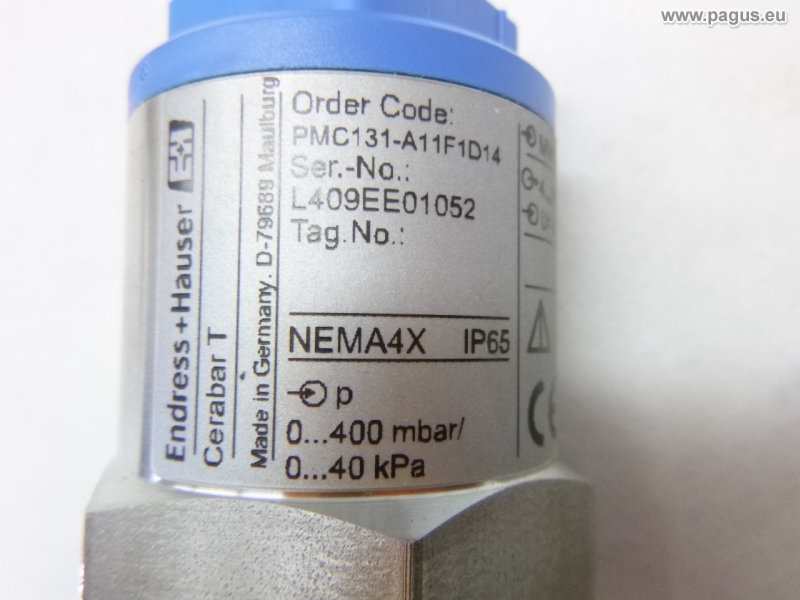 www.pagus.eu
Endress+Hauser
Cerabar T
Made in Germany. D-79689 Maulburg
Order Code:
PMC131-A11F1D14
Ser.-No.:
L409EE01052
Tag.No.:
NEMA4X IP65
p
0...400 mbar/
0...40 kPa